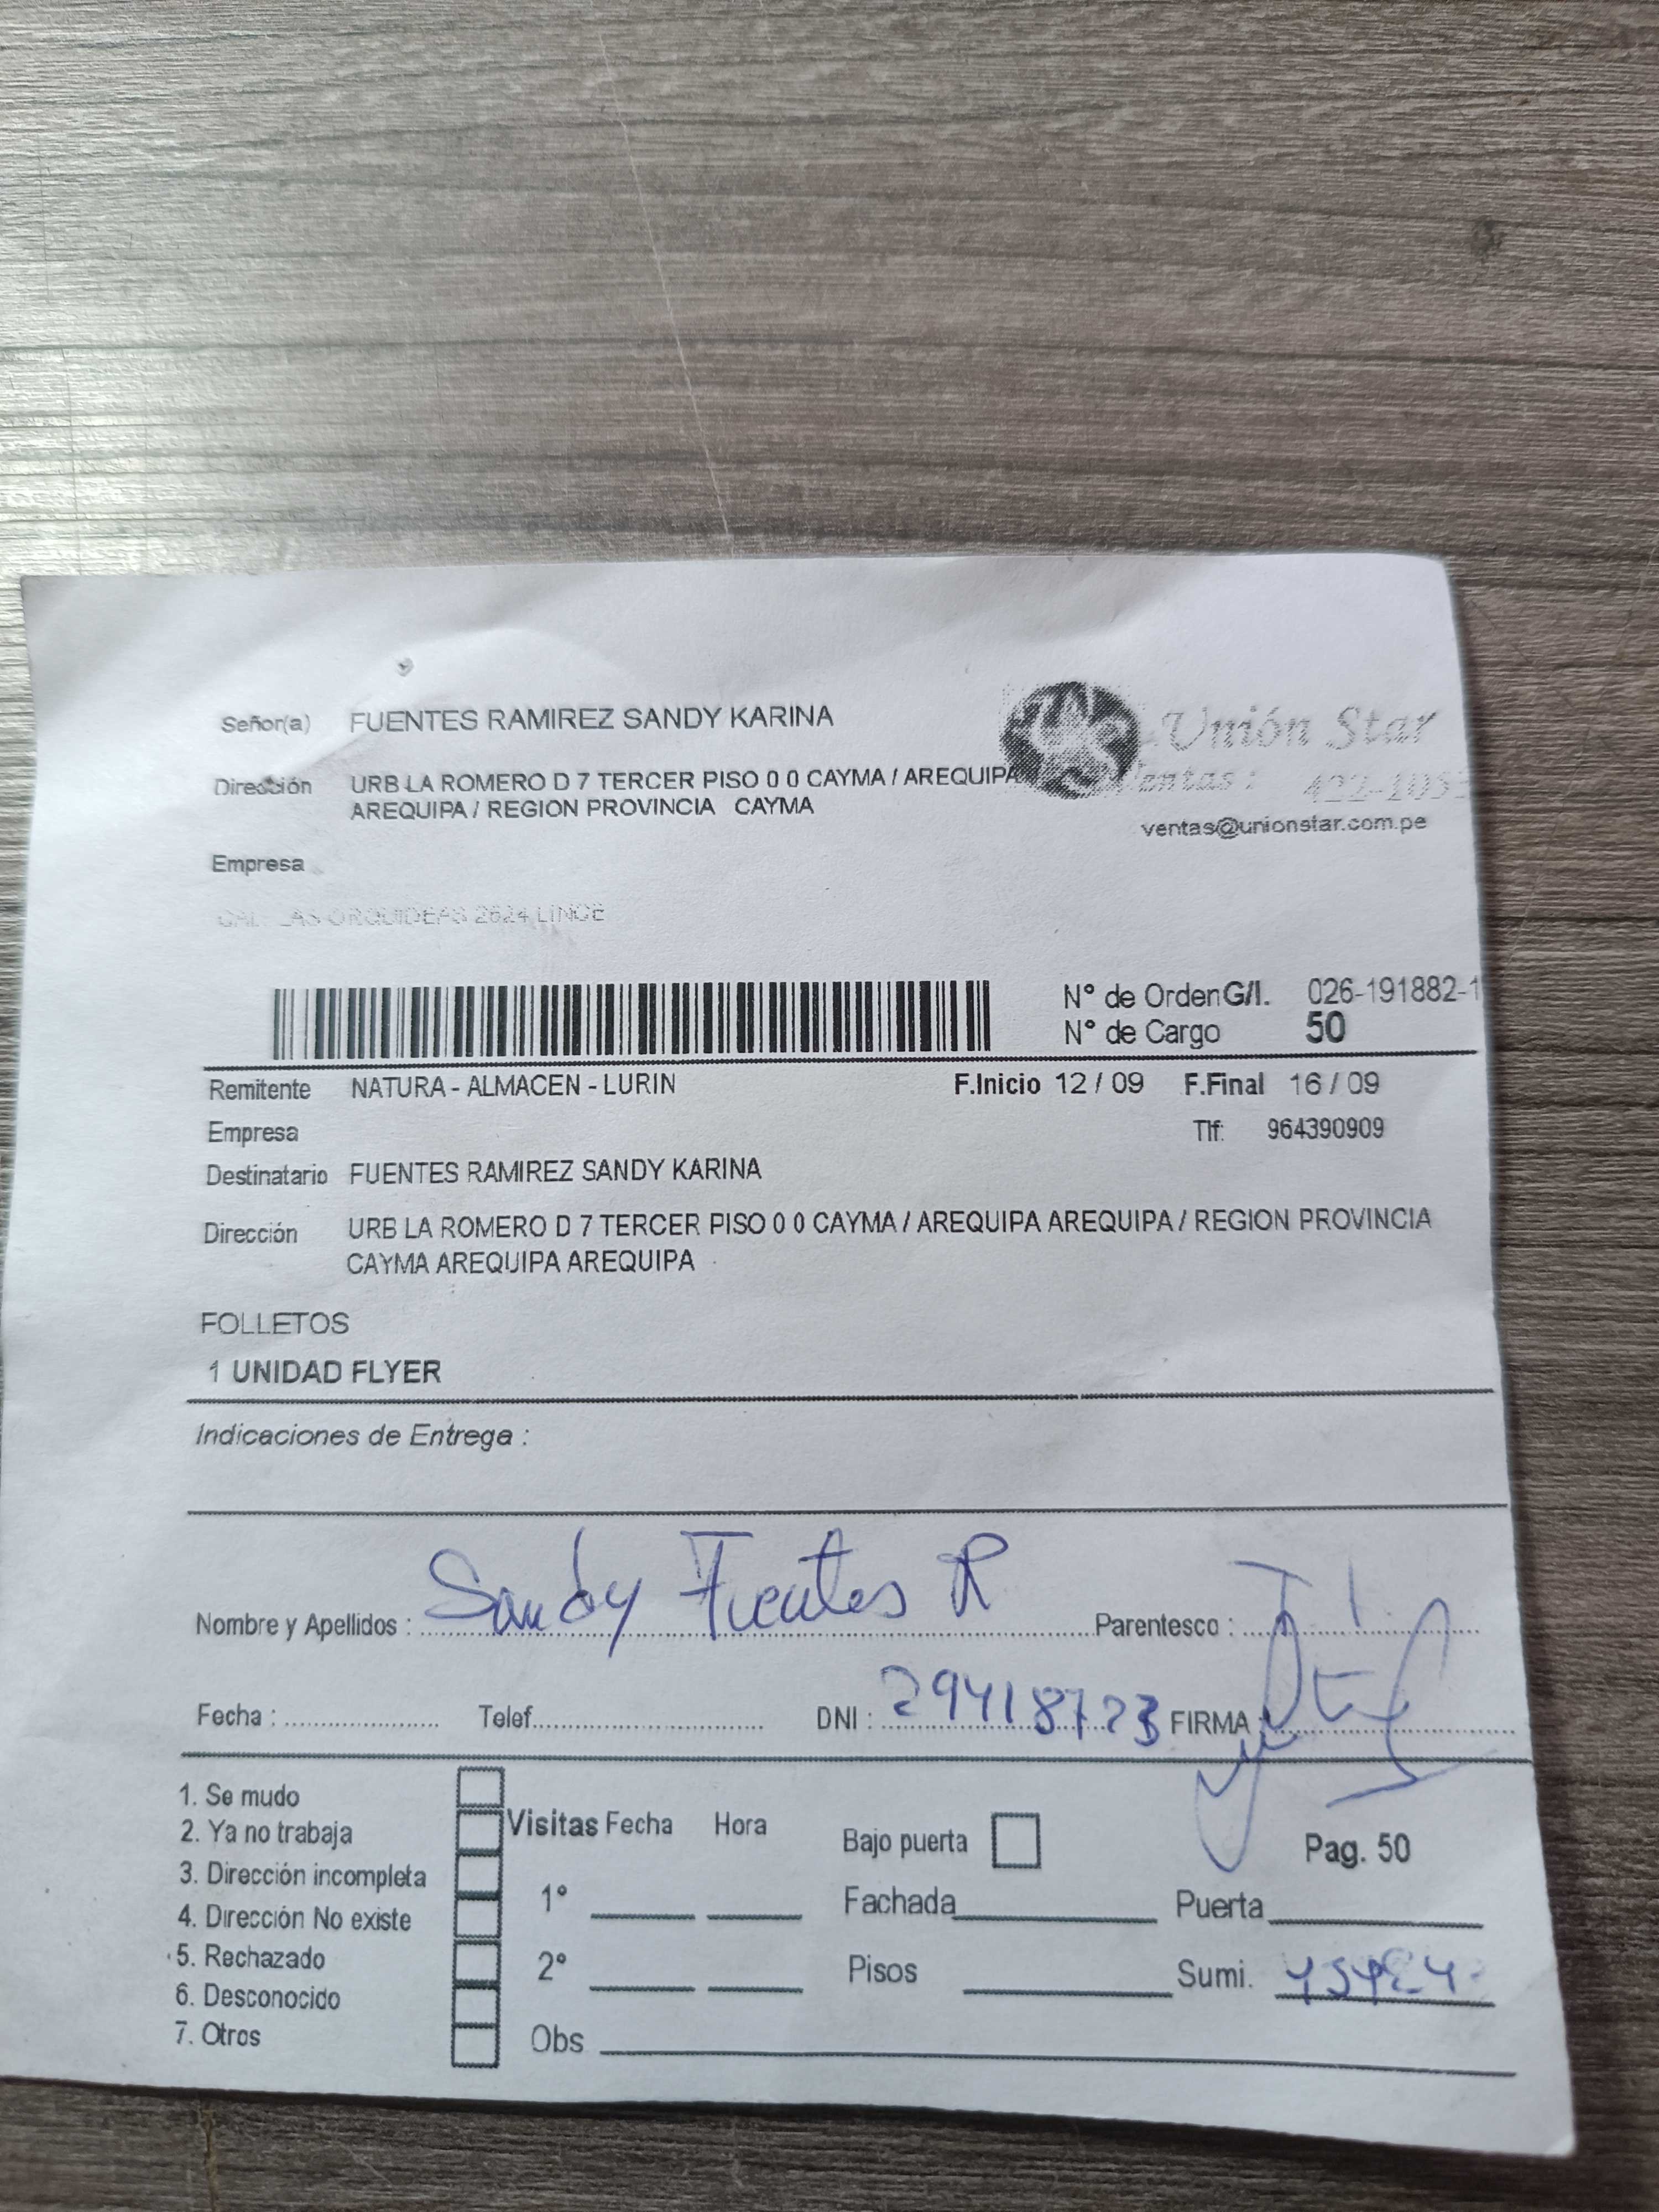 Señor(a) FUENTES RAMIREZ SANDY KARINA
Unión Star
Dirección URB LA ROMERO D 7 TERCER PISO 0 0 CAYMA / AREQUIPA
Ventas :
AREQUIPA / REGION PROVINCIA CAYMA
ventas@unionstar.com.pe
Empresa
LAS ORQUIDEAS 2624 LINCE
N° de Orden G/I. 026-191882-1
N° de Cargo 50
Remitente NATURA - ALMACEN - LURIN F.Inicio 12 / 09 F.Final 16 / 09
Empresa Tlf: 964390909
Destinatario FUENTES RAMIREZ SANDY KARINA
Dirección URB LA ROMERO D 7 TERCER PISO 0 0 CAYMA / AREQUIPA AREQUIPA / REGION PROVINCIA
CAYMA AREQUIPA AREQUIPA
FOLLETOS
1 UNIDAD FLYER
Indicaciones de Entrega :
Nombre y Apellidos : Sandy Fuentes R Parentesco :
Fecha : Telef. DNI : 29418723 FIRMA :
1. Se mudo
2. Ya no trabaja
3. Dirección incompleta
4. Dirección No existe
5. Rechazado
6. Desconocido
7. Otros
Visitas Fecha Hora
1°
2°
Obs
Bajo puerta
Fachada
Pisos
Pag. 50
Puerta
Sumi.